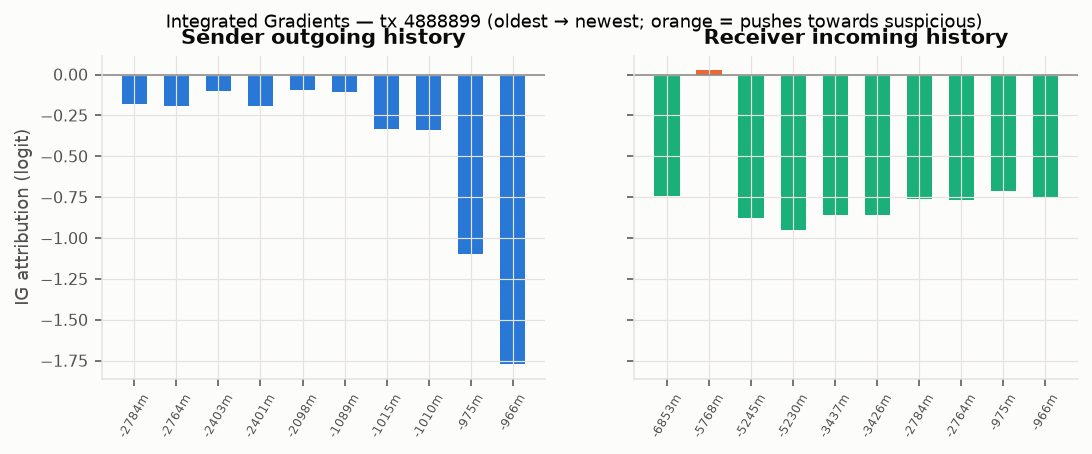 Integrated Gradients — tx 4888899 (oldest → newest; orange = pushes towards suspicious)
Sender outgoing history
Receiver incoming history
IG attribution (logit)
0.00
−0.25
−0.50
−0.75
−1.00
−1.25
−1.50
−1.75
-2784m
-2764m
-2403m
-2401m
-2098m
-1089m
-1015m
-1010m
-975m
-966m
-6853m
-5768m
-5245m
-5230m
-3437m
-3426m
-2784m
-2764m
-975m
-966m